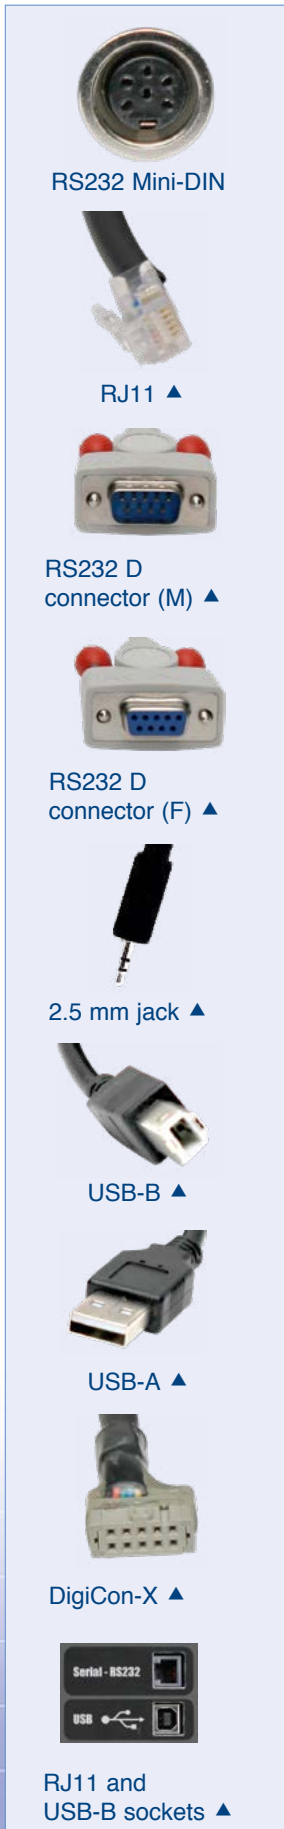 RS232 Mini-DIN
RJ11 ▲
RS232 D
connector (M) ▲
RS232 D
connector (F) ▲
2.5 mm jack ▲
USB-B ▲
USB-A ▲
DigiCon-X ▲
Serial - RS232
USB
RJ11 and
USB-B sockets ▲